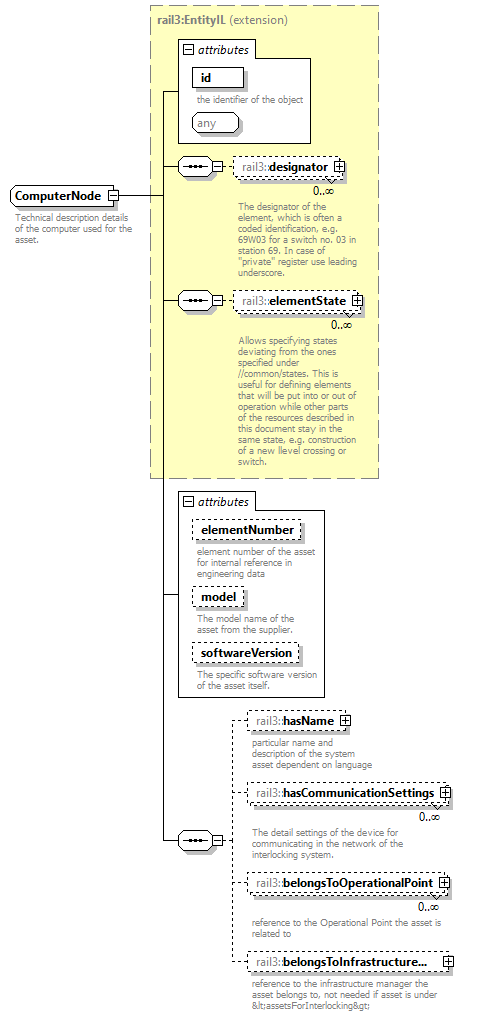 rail3:EntityIL (extension)
attributes
id
the identifier of the object
any
rail3::designator
0..∞
The designator of the
element, which is often a
coded identification, e.g.
69W03 for a switch no. 03 in
station 69. In case of
"private" register use leading
underscore.
ComputerNode
Technical description details
of the computer used for the
asset.
rail3::elementState
0..∞
Allows specifying states
deviating from the ones
specified under
//common/states. This is
useful for defining elements
that will be put into or out of
operation while other parts
of the resources described in
this document stay in the
same state, e.g. construction
of a new llevel crossing or
switch.
attributes
elementNumber
element number of the asset
for internal reference in
engineering data
model
The model name of the
asset from the supplier.
softwareVersion
The specific software version
of the asset itself.
rail3::hasName
particular name and
description of the system
asset dependent on language
rail3::hasCommunicationSettings
0..∞
The detail settings of the device for
communicating in the network of the
interlocking system.
rail3::belongsToOperationalPoint
0..∞
reference to the Operational Point the asset is
related to
rail3::belongsToInfrastructure...
reference to the infrastructure manager the
asset belongs to, not needed if asset is under
&lt;assetsForInterlocking&gt;